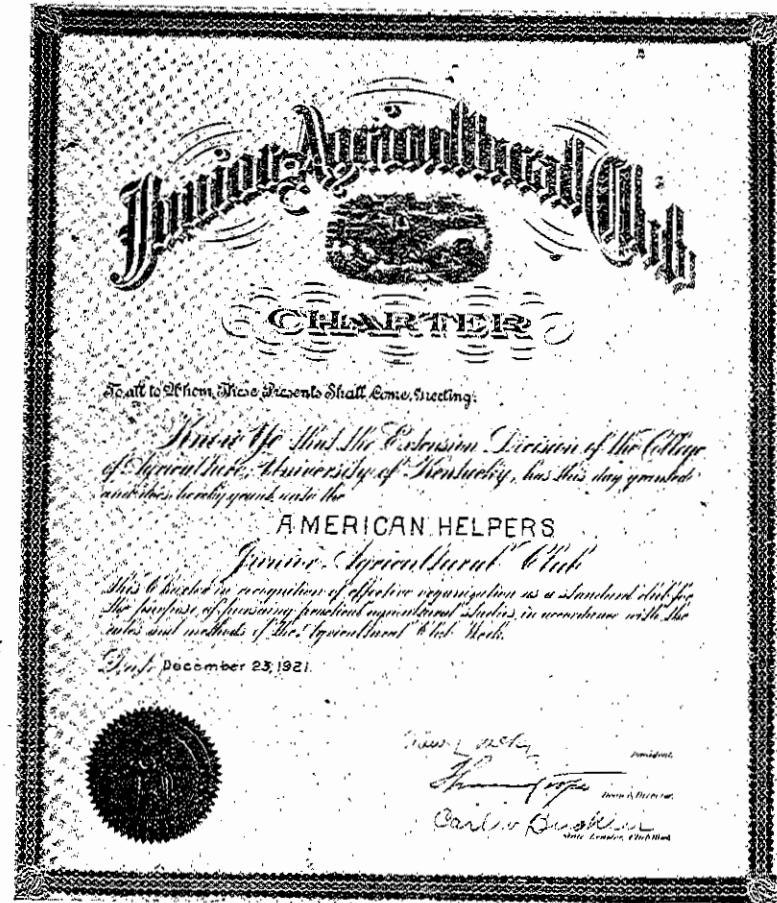 Junior Agricultural Club
CHARTER
To all to Whom These Presents Shall Come, Greeting:
Know Ye that the Extension Division of the College
of Agriculture, University of Kentucky, has this day granted
and does hereby grant unto the
AMERICAN HELPERS
Junior Agricultural Club
This Charter in recognition of effective organization as a standard club for
the purpose of pursuing practical agricultural studies in accordance with the
rules and methods of the Agricultural Club Work.
Date December 23, 1921.
President.
Dean & Director.
Carl
State Leader, Club Work